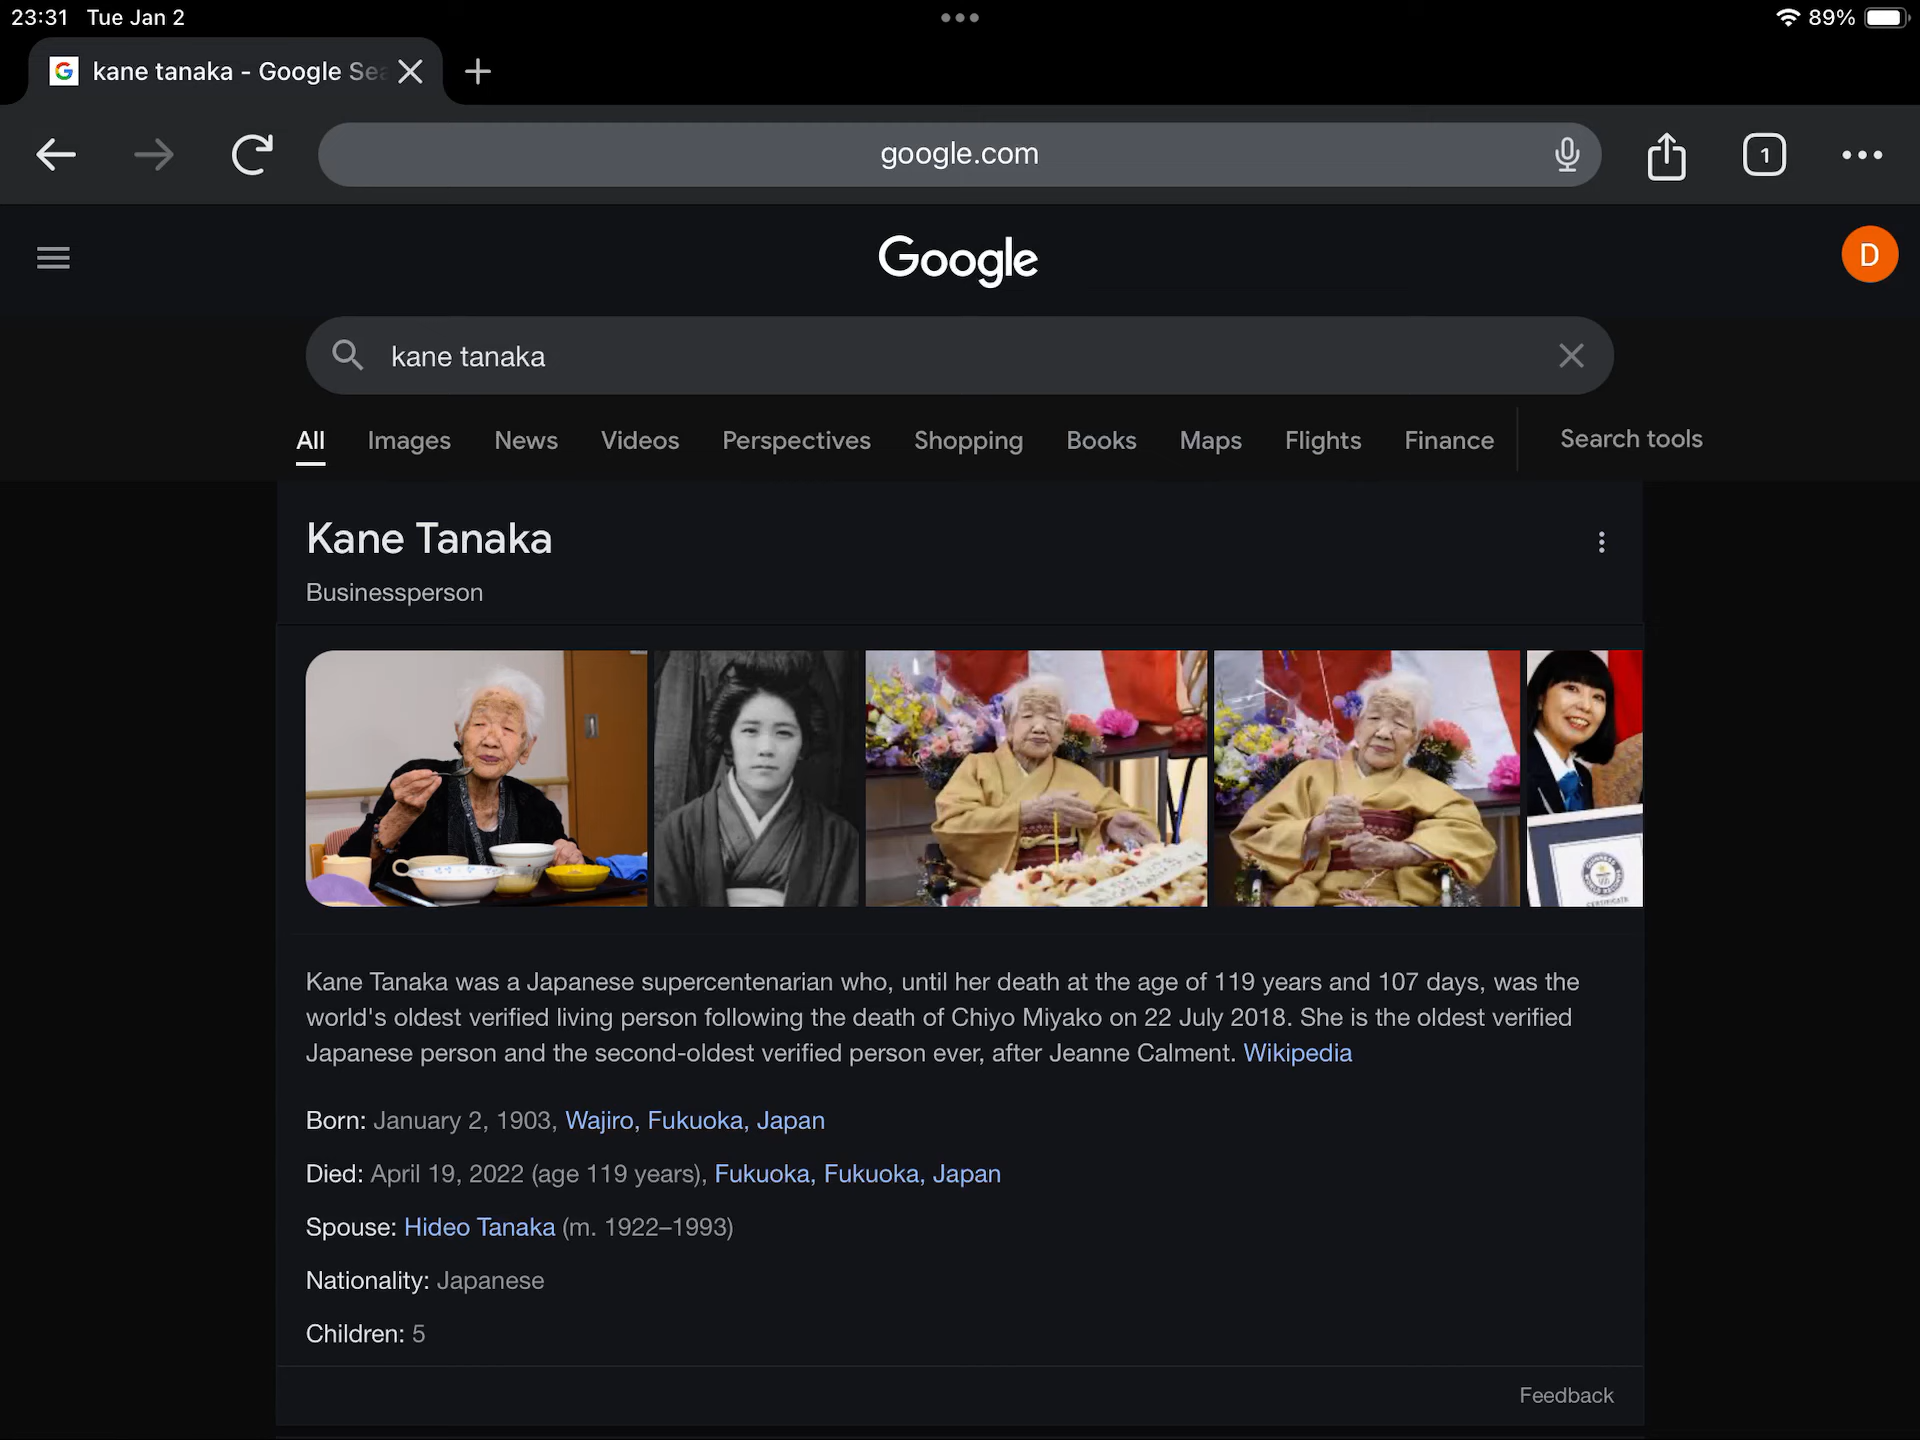 23:31 Tue Jan 2
89%
kane tanaka - Google Sea
google.com
1
Google
D
kane tanaka
All Images News Videos Perspectives Shopping Books Maps Flights Finance Search tools
Kane Tanaka
Businessperson
Kane Tanaka was a Japanese supercentenarian who, until her death at the age of 119 years and 107 days, was the
world's oldest verified living person following the death of Chiyo Miyako on 22 July 2018. She is the oldest verified
Japanese person and the second-oldest verified person ever, after Jeanne Calment. Wikipedia
Born: January 2, 1903, Wajiro, Fukuoka, Japan
Died: April 19, 2022 (age 119 years), Fukuoka, Fukuoka, Japan
Spouse: Hideo Tanaka (m. 1922–1993)
Nationality: Japanese
Children: 5
Feedback